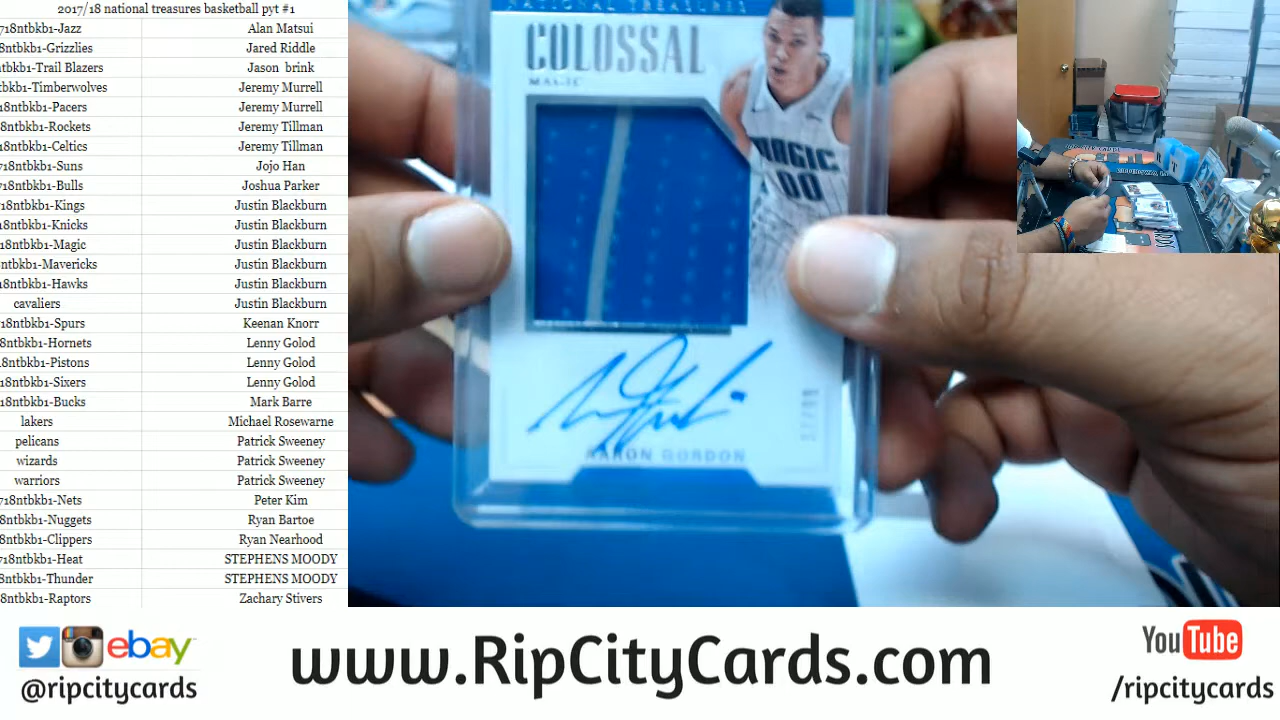 2017/18 national treasures basketball pyt #1
718ntbkb1-Jazz Alan Matsui
8ntbkb1-Grizzlies Jared Riddle
tbkb1-Trail Blazers Jason brink
tbkb1-Timberwolves Jeremy Murrell
18ntbkb1-Pacers Jeremy Murrell
8ntbkb1-Rockets Jeremy Tillman
18ntbkb1-Celtics Jeremy Tillman
718ntbkb1-Suns Jojo Han
718ntbkb1-Bulls Joshua Parker
18ntbkb1-Kings Justin Blackburn
18ntbkb1-Knicks Justin Blackburn
18ntbkb1-Magic Justin Blackburn
ntbkb1-Mavericks Justin Blackburn
18ntbkb1-Hawks Justin Blackburn
cavaliers Justin Blackburn
18ntbkb1-Spurs Keenan Knorr
8ntbkb1-Hornets Lenny Golod
18ntbkb1-Pistons Lenny Golod
18ntbkb1-Sixers Lenny Golod
18ntbkb1-Bucks Mark Barre
lakers Michael Rosewarne
pelicans Patrick Sweeney
wizards Patrick Sweeney
warriors Patrick Sweeney
718ntbkb1-Nets Peter Kim
8ntbkb1-Nuggets Ryan Bartoe
8ntbkb1-Clippers Ryan Nearhood
718ntbkb1-Heat STEPHENS MOODY
8ntbkb1-Thunder STEPHENS MOODY
8ntbkb1-Raptors Zachary Stivers
NATIONAL TREASURES
COLOSSAL
MAGIC
MAGIC
00
AARON GORDON
ebay
@ripcitycards
www.RipCityCards.com
YouTube
/ripcitycards